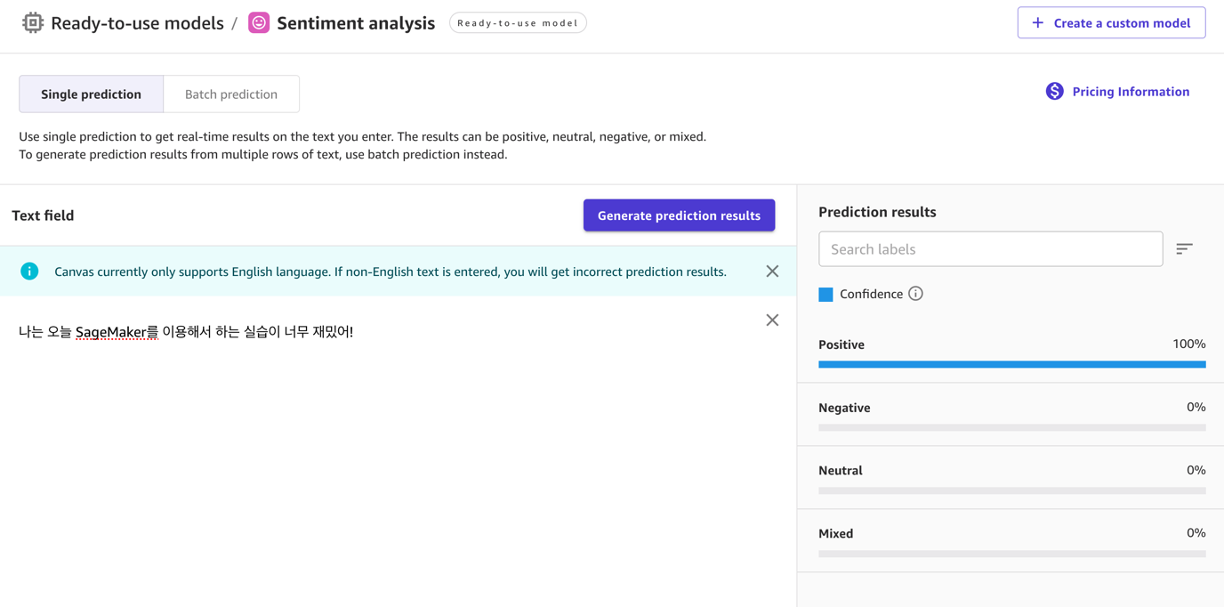 Ready-to-use models / Sentiment analysis Ready-to-use model
+ Create a custom model
Single prediction Batch prediction
$ Pricing Information
Use single prediction to get real-time results on the text you enter. The results can be positive, neutral, negative, or mixed.
To generate prediction results from multiple rows of text, use batch prediction instead.
Text field Generate prediction results
Canvas currently only supports English language. If non-English text is entered, you will get incorrect prediction results.
나는 오늘 SageMaker를 이용해서 하는 실습이 너무 재밌어!
Prediction results
Search labels
Confidence
Positive 100%
Negative 0%
Neutral 0%
Mixed 0%